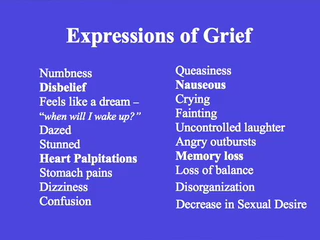 Expressions of Grief
Numbness
Disbelief
Feels like a dream –
“when will I wake up?”
Dazed
Stunned
Heart Palpitations
Stomach pains
Dizziness
Confusion
Queasiness
Nauseous
Crying
Fainting
Uncontrolled laughter
Angry outbursts
Memory loss
Loss of balance
Disorganization
Decrease in Sexual Desire